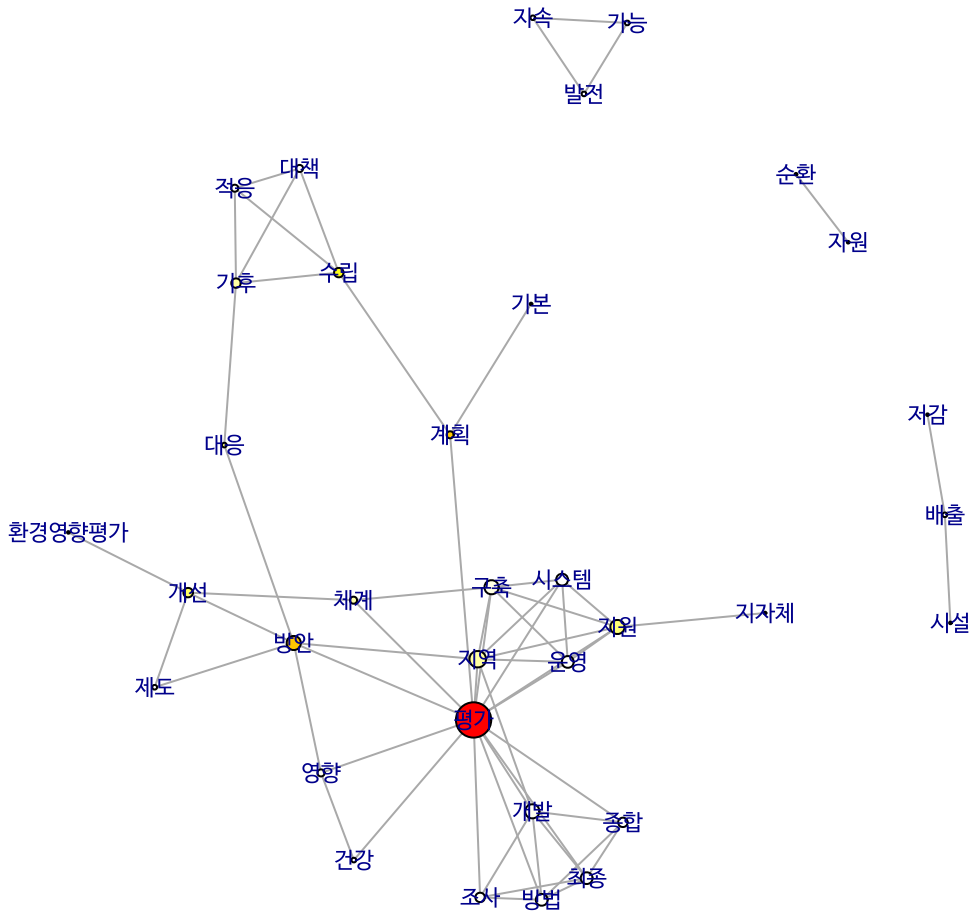 지속
가능
발전
대책
적응
순환
자원
기후
수립
기본
저감
계획
대응
배출
환경영향평가
구축
시스템
개선
체계
지자체
시설
지원
방안
지역
운영
제도
평가
영향
개발
종합
건강
최종
조사
방법